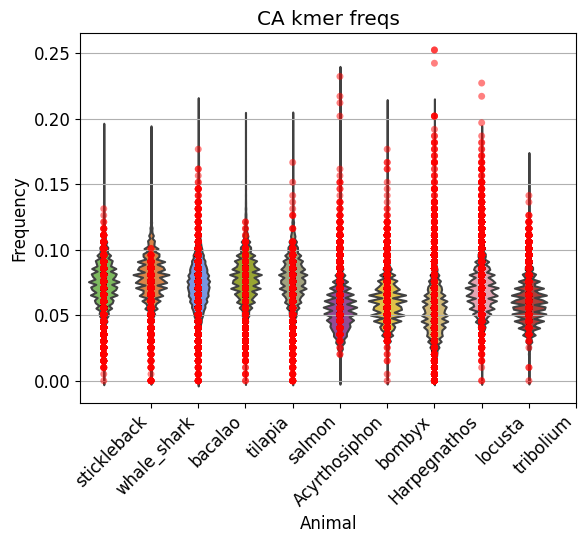 CA kmer freqs
0.25
0.20
0.15
0.10
0.05
0.00
Frequency
stickleback
whale_shark
bacalao
tilapia
salmon
Acyrthosiphon
bombyx
Harpegnathos
locusta
tribolium
Animal